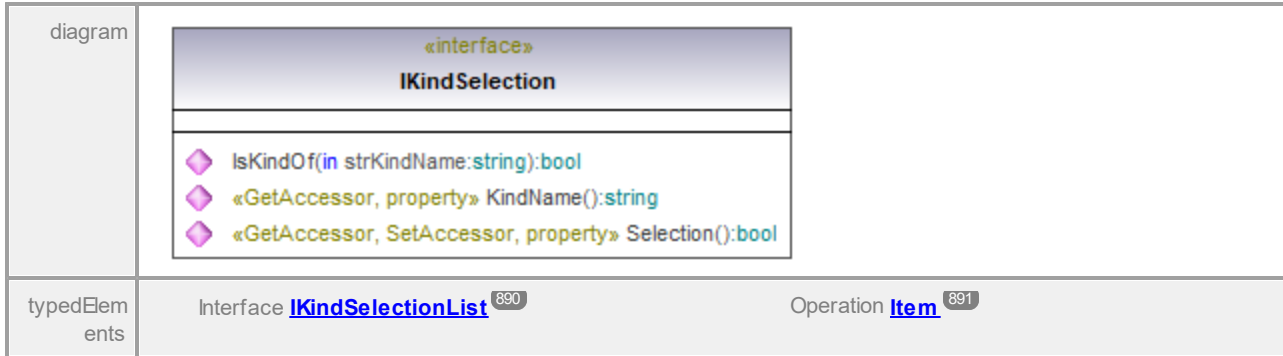 diagram
«interface»
IKindSelection
IsKindOf(in strKindName:string):bool
«GetAccessor, property» KindName():string
«GetAccessor, SetAccessor, property» Selection():bool
typedElem
ents
Interface IKindSelectionList 890
Operation Item 891